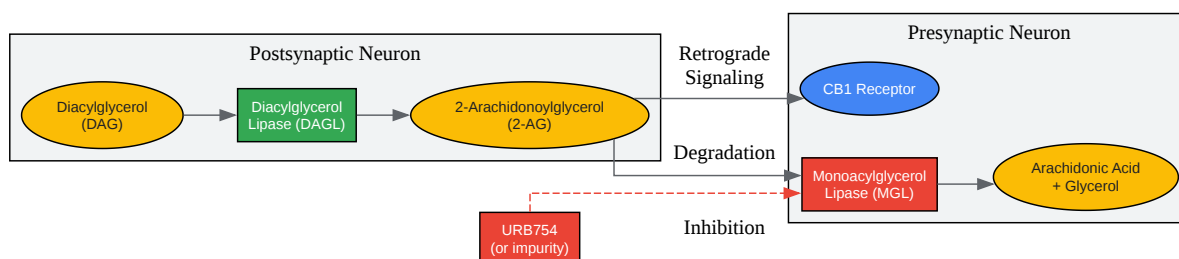 Presynaptic Neuron
Postsynaptic Neuron
Retrograde
Signaling
CB1 Receptor
Diacylglycerol
(DAG)
Diacylglycerol
Lipase (DAGL)
2-Arachidonoylglycerol
(2-AG)
Degradation
Monoacylglycerol
Lipase (MGL)
Arachidonic Acid
+ Glycerol
URB754
(or impurity)
Inhibition